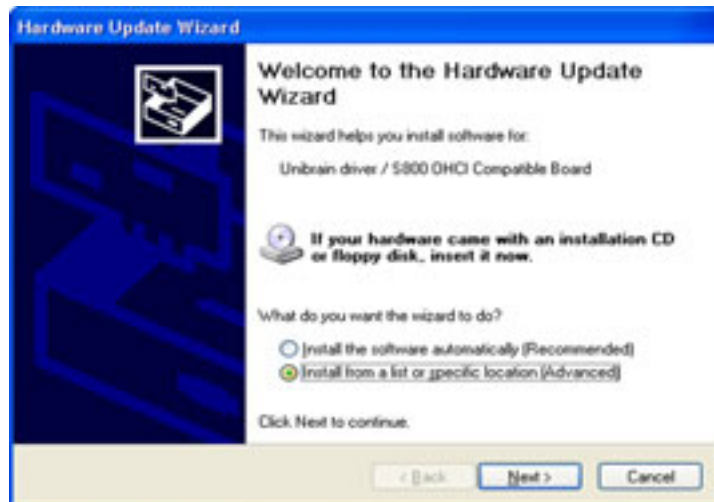 Hardware Update Wizard
Welcome to the Hardware Update
Wizard
This wizard helps you install software for:
Unibrain driver / S800 OHCI Compatible Board
If your hardware came with an installation CD
or floppy disk, insert it now.
What do you want the wizard to do?
Install the software automatically (Recommended)
Install from a list or specific location (Advanced)
Click Next to continue.
< Back
Next >
Cancel